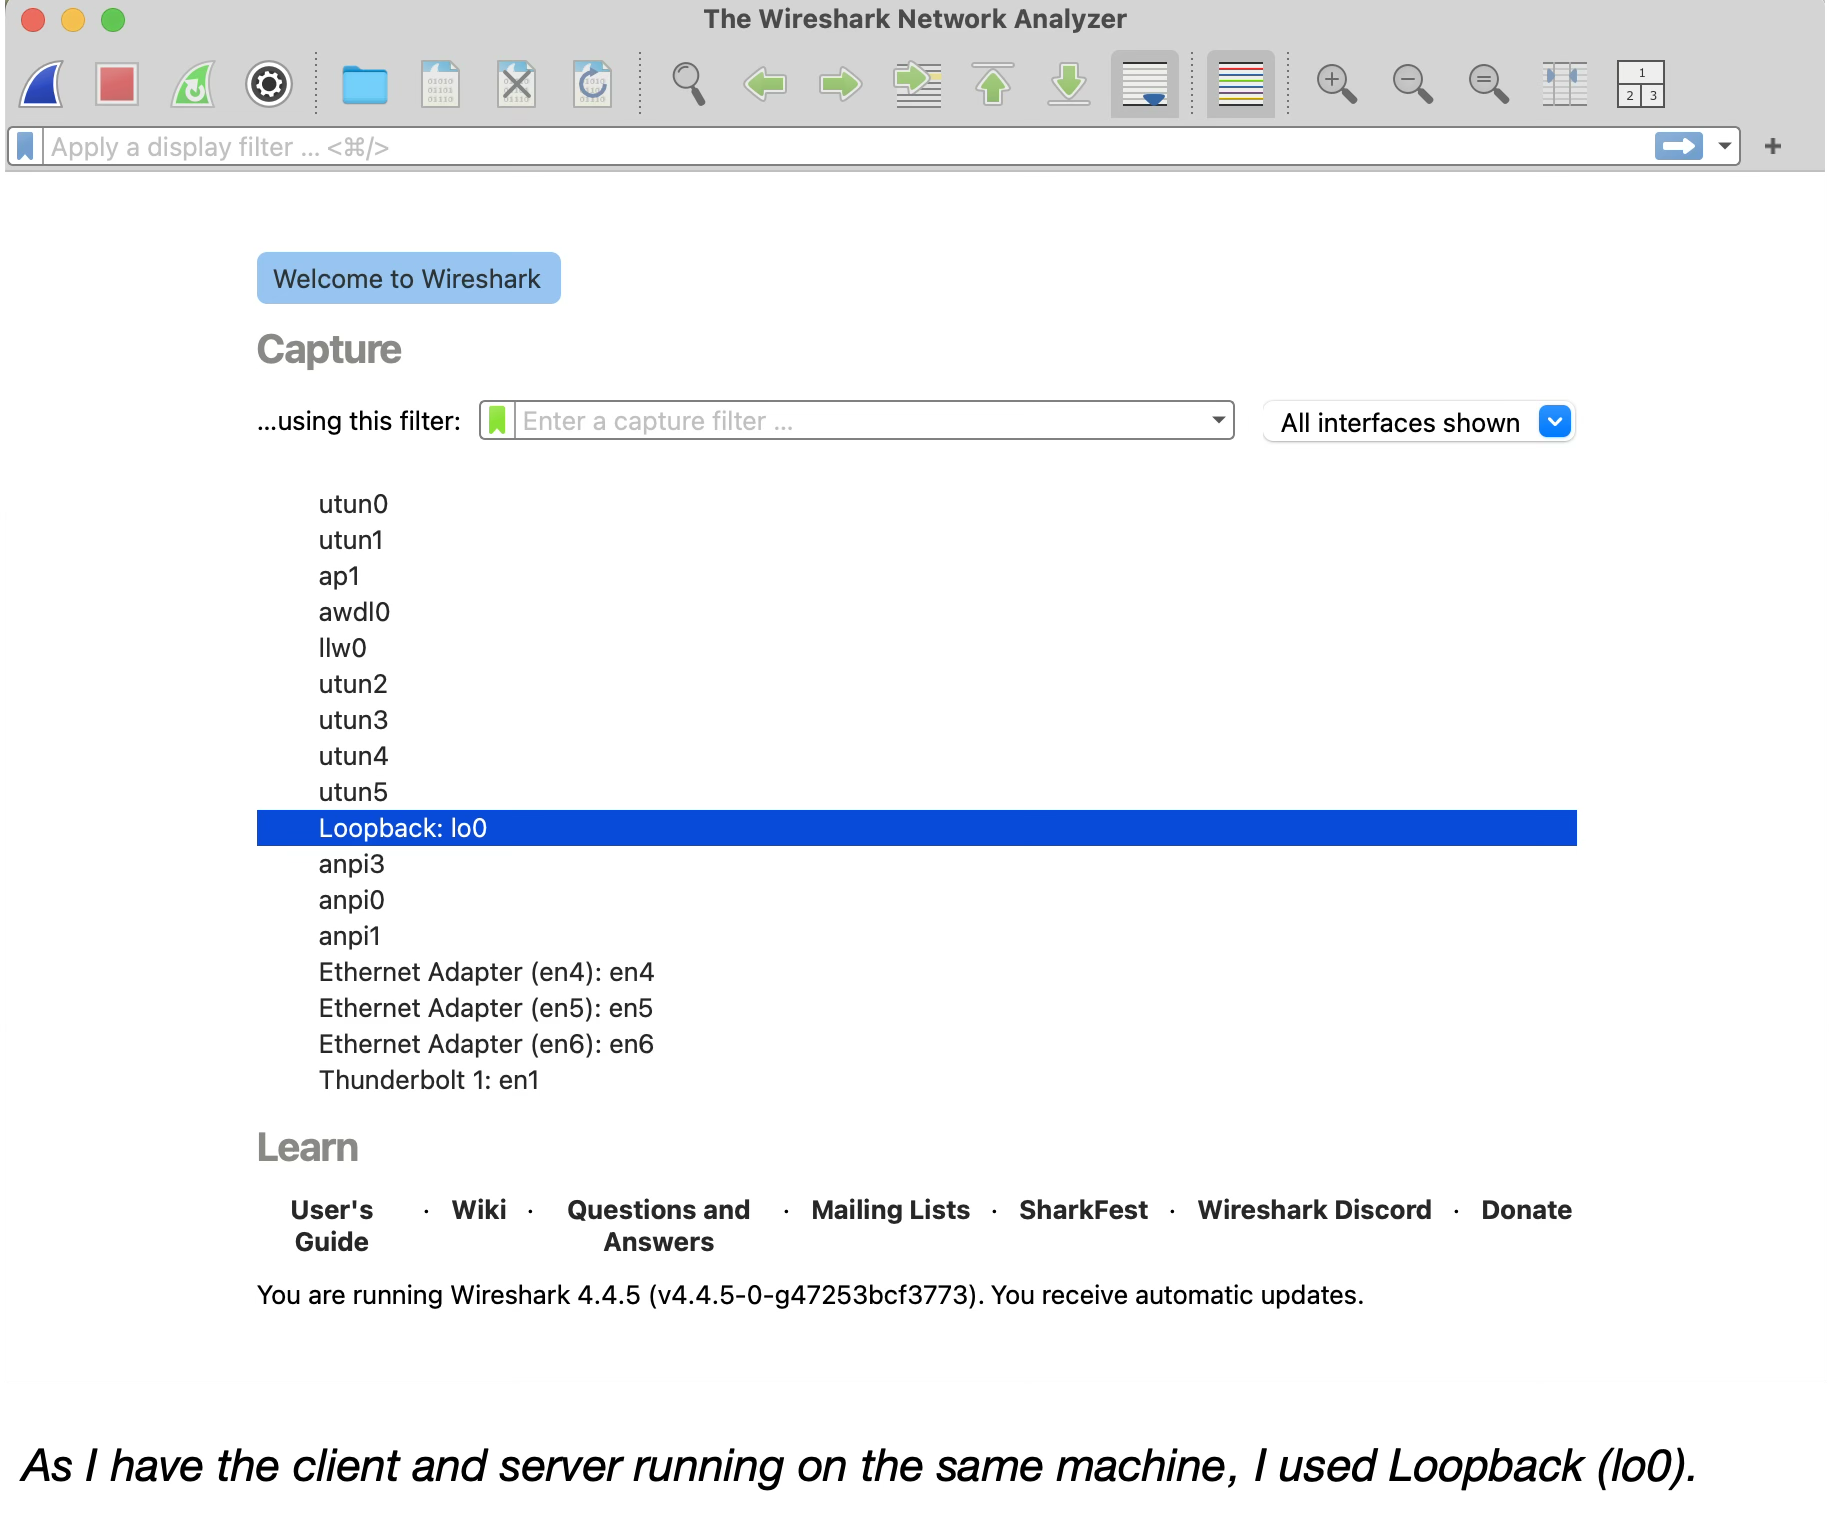 The Wireshark Network Analyzer
Apply a display filter ... <⌘/>
+
Welcome to Wireshark
Capture
...using this filter: Enter a capture filter ... All interfaces shown
utun0
utun1
ap1
awdl0
llw0
utun2
utun3
utun4
utun5
Loopback: lo0
anpi3
anpi0
anpi1
Ethernet Adapter (en4): en4
Ethernet Adapter (en5): en5
Ethernet Adapter (en6): en6
Thunderbolt 1: en1
Learn
User's · Wiki · Questions and · Mailing Lists · SharkFest · Wireshark Discord · Donate
Guide Answers
You are running Wireshark 4.4.5 (v4.4.5-0-g47253bcf3773). You receive automatic updates.
As I have the client and server running on the same machine, I used Loopback (lo0).